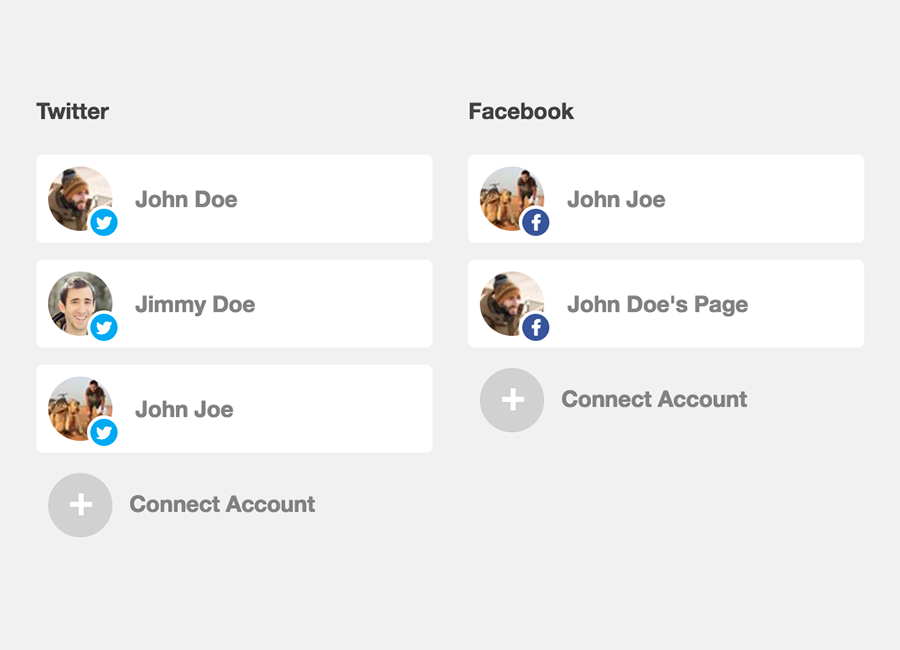 Twitter
John Doe
Jimmy Doe
John Joe
Connect Account
Facebook
John Joe
John Doe's Page
Connect Account